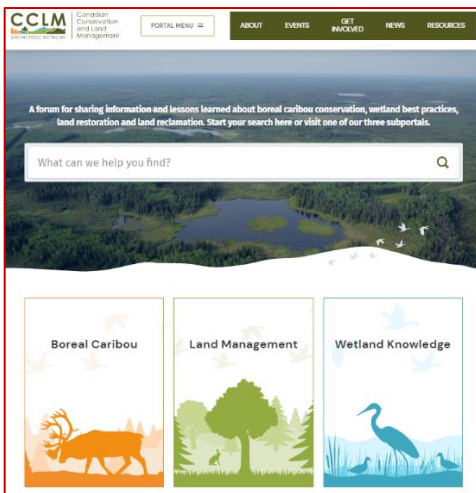 CCLM
KNOWLEDGE NETWORK
Canadian
Conservation
and Land
Management
PORTAL MENU
ABOUT
EVENTS
GET
INVOLVED
NEWS
RESOURCES
A forum for sharing information and lessons learned about boreal caribou conservation, wetland best practices,
land restoration and land reclamation. Start your search here or visit one of our three subportals.
What can we help you find?
Boreal Caribou
Land Management
Wetland Knowledge